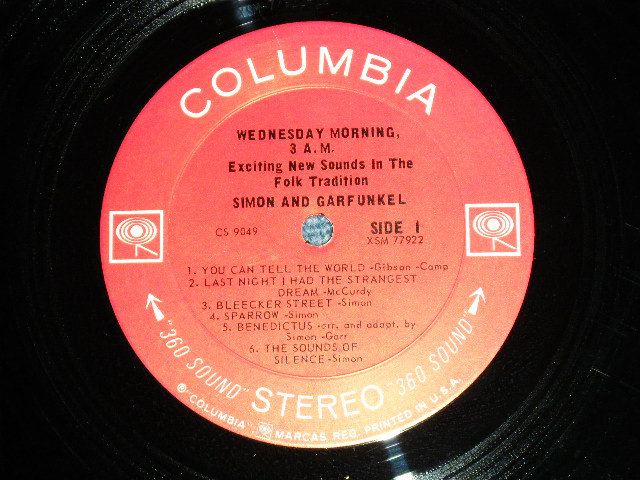 COLUMBIA
WEDNESDAY MORNING,
3 A.M.
Exciting New Sounds In The
Folk Tradition
SIMON AND GARFUNKEL
CS 9049
SIDE 1
XSM 77922
1. YOU CAN TELL THE WORLD -Gibson -Camp
2. LAST NIGHT I HAD THE STRANGEST
DREAM -McCurdy
3. BLEECKER STREET -Simon
4. SPARROW -Simon
5. BENEDICTUS -arr. and adapt. by
Simon -Garr
6. THE SOUNDS OF
SILENCE -Simon
"360 SOUND" STEREO "360 SOUND"
® "COLUMBIA" MARCAS REG. PRINTED IN U.S.A.